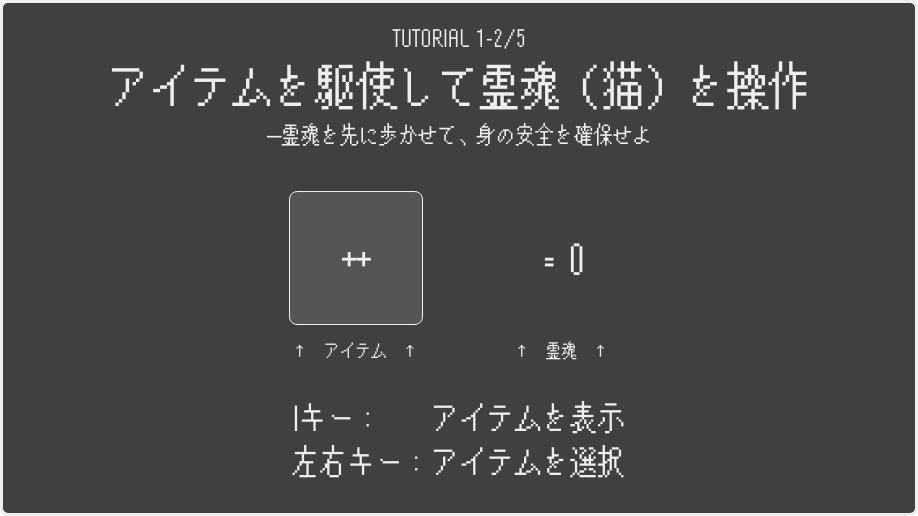 TUTORIAL 1-2/5
アイテムを駆使して霊魂（猫）を操作
—霊魂を先に歩かせて、身の安全を確保せよ
++
= 0
↑ アイテム ↑
↑ 霊魂 ↑
Iキー： アイテムを表示
左右キー：アイテムを選択